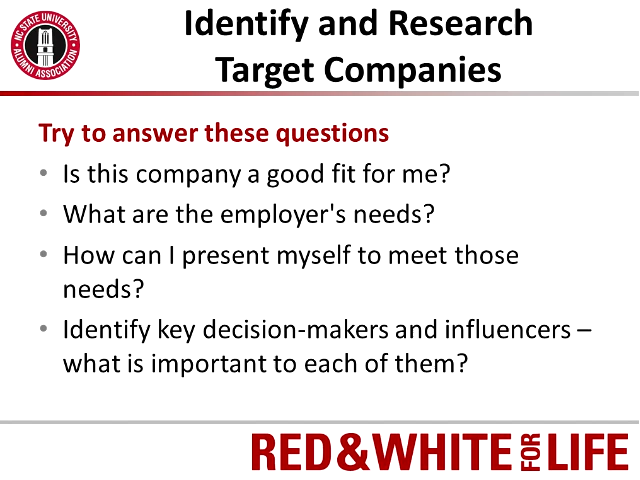 NC STATE UNIVERSITY
ALUMNI ASSOCIATION
Identify and Research
Target Companies
Try to answer these questions
• Is this company a good fit for me?
• What are the employer's needs?
• How can I present myself to meet those
needs?
• Identify key decision-makers and influencers –
what is important to each of them?
RED&WHITE FOR LIFE